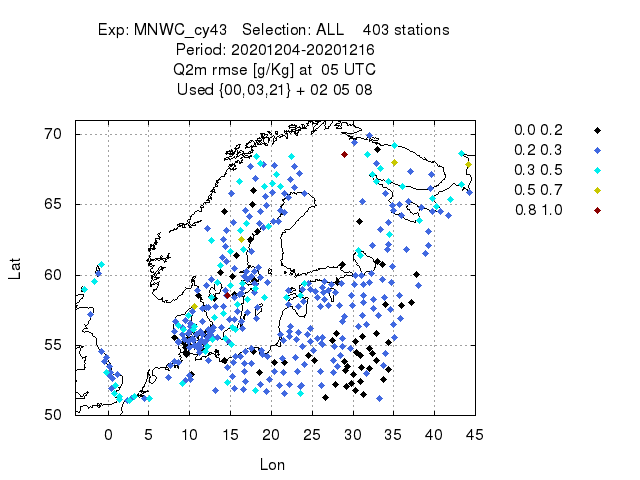 Exp: MNWC_cy43   Selection: ALL    403 stations
Period: 20201204-20201216
Q2m rmse [g/Kg] at  05 UTC
Used {00,03,21} + 02 05 08
0.0 0.2
0.2 0.3
0.3 0.5
0.5 0.7
0.8 1.0
70
65
60
55
50
Lat
0 5 10 15 20 25 30 35 40 45
Lon